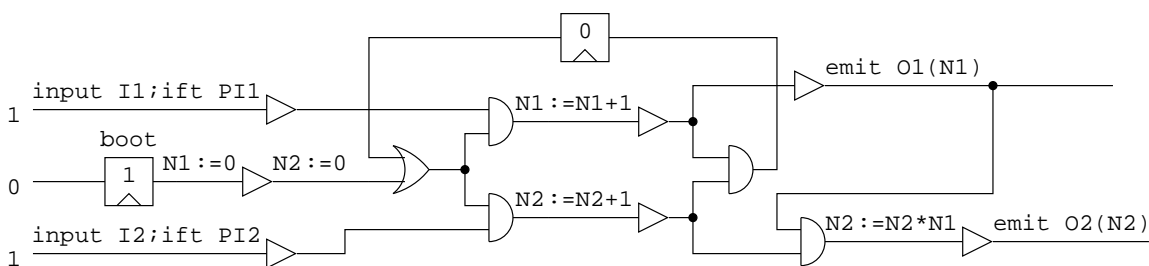 0
emit O1(N1)
input I1;ift PI1
1
N1:=N1+1
boot
N1:=0
N2:=0
1
0
N2:=N2+1
input I2;ift PI2
1
N2:=N2*N1
emit O2(N2)